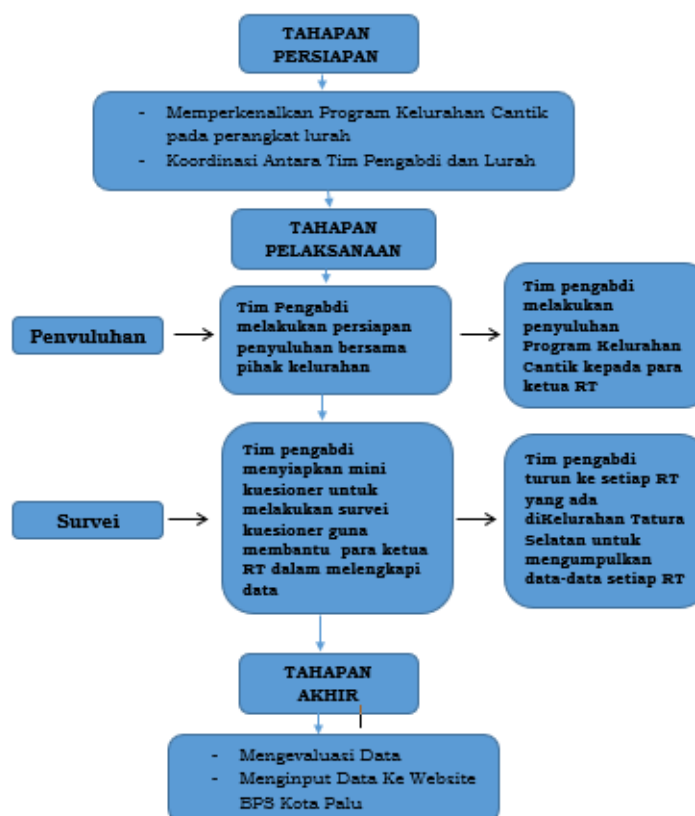 TAHAPAN
PERSIAPAN
- Memperkenalkan Program Kelurahan Cantik
pada perangkat lurah
- Koordinasi Antara Tim Pengabdi dan Lurah
TAHAPAN
PELAKSANAAN
Penvuluhan
Tim Pengabdi
melakukan persiapan
penyuluhan bersama
pihak kelurahan
Tim pengabdi
melakukan
penyuluhan
Program Kelurahan
Cantik kepada para
ketua RT
Survei
Tim pengabdi
menyiapkan mini
kuesioner untuk
melakukan survei
kuesioner guna
membantu para ketua
RT dalam melengkapi
data
Tim pengabdi
turun ke setiap RT
yang ada
diKelurahan Tatura
Selatan untuk
mengumpulkan
data-data setiap RT
TAHAPAN
AKHIR
- Mengevaluasi Data
- Menginput Data Ke Website
BPS Kota Palu